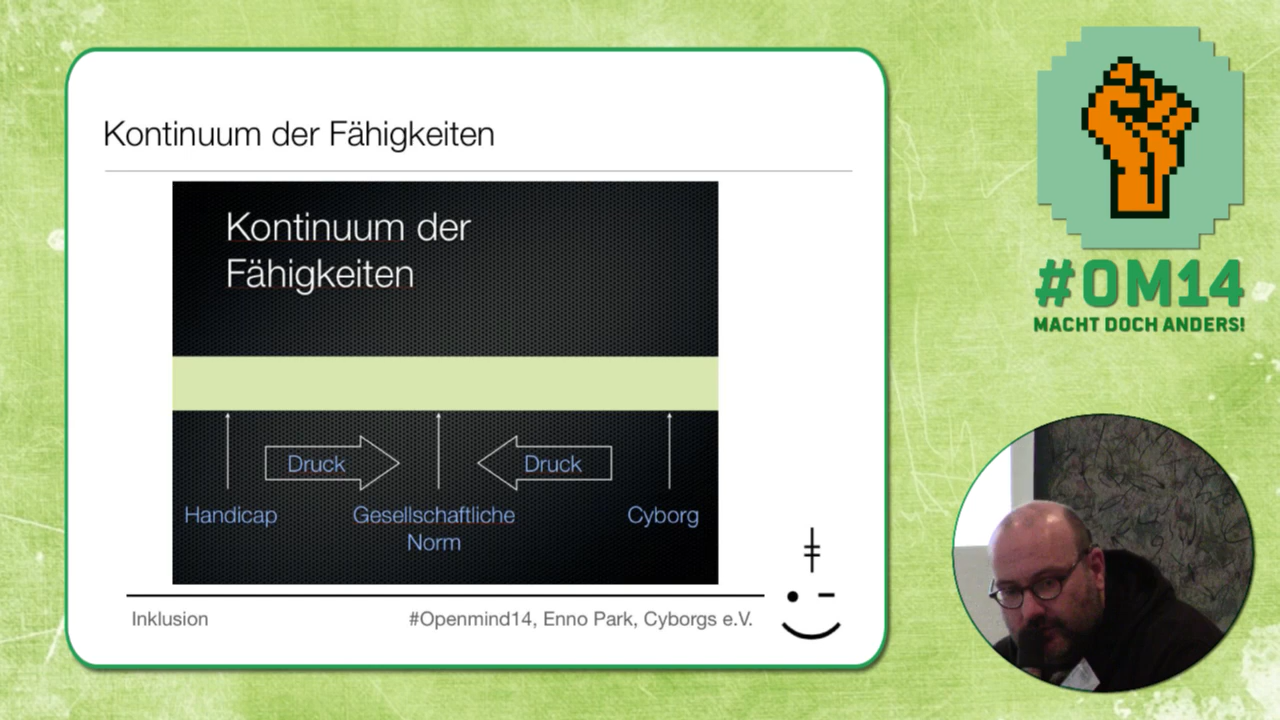 Kontinuum der Fähigkeiten
Kontinuum der
Fähigkeiten
Druck
Druck
Handicap
Gesellschaftliche
Norm
Cyborg
Inklusion
#Openmind14, Enno Park, Cyborgs e.V.
#OM14
MACHT DOCH ANDERS!